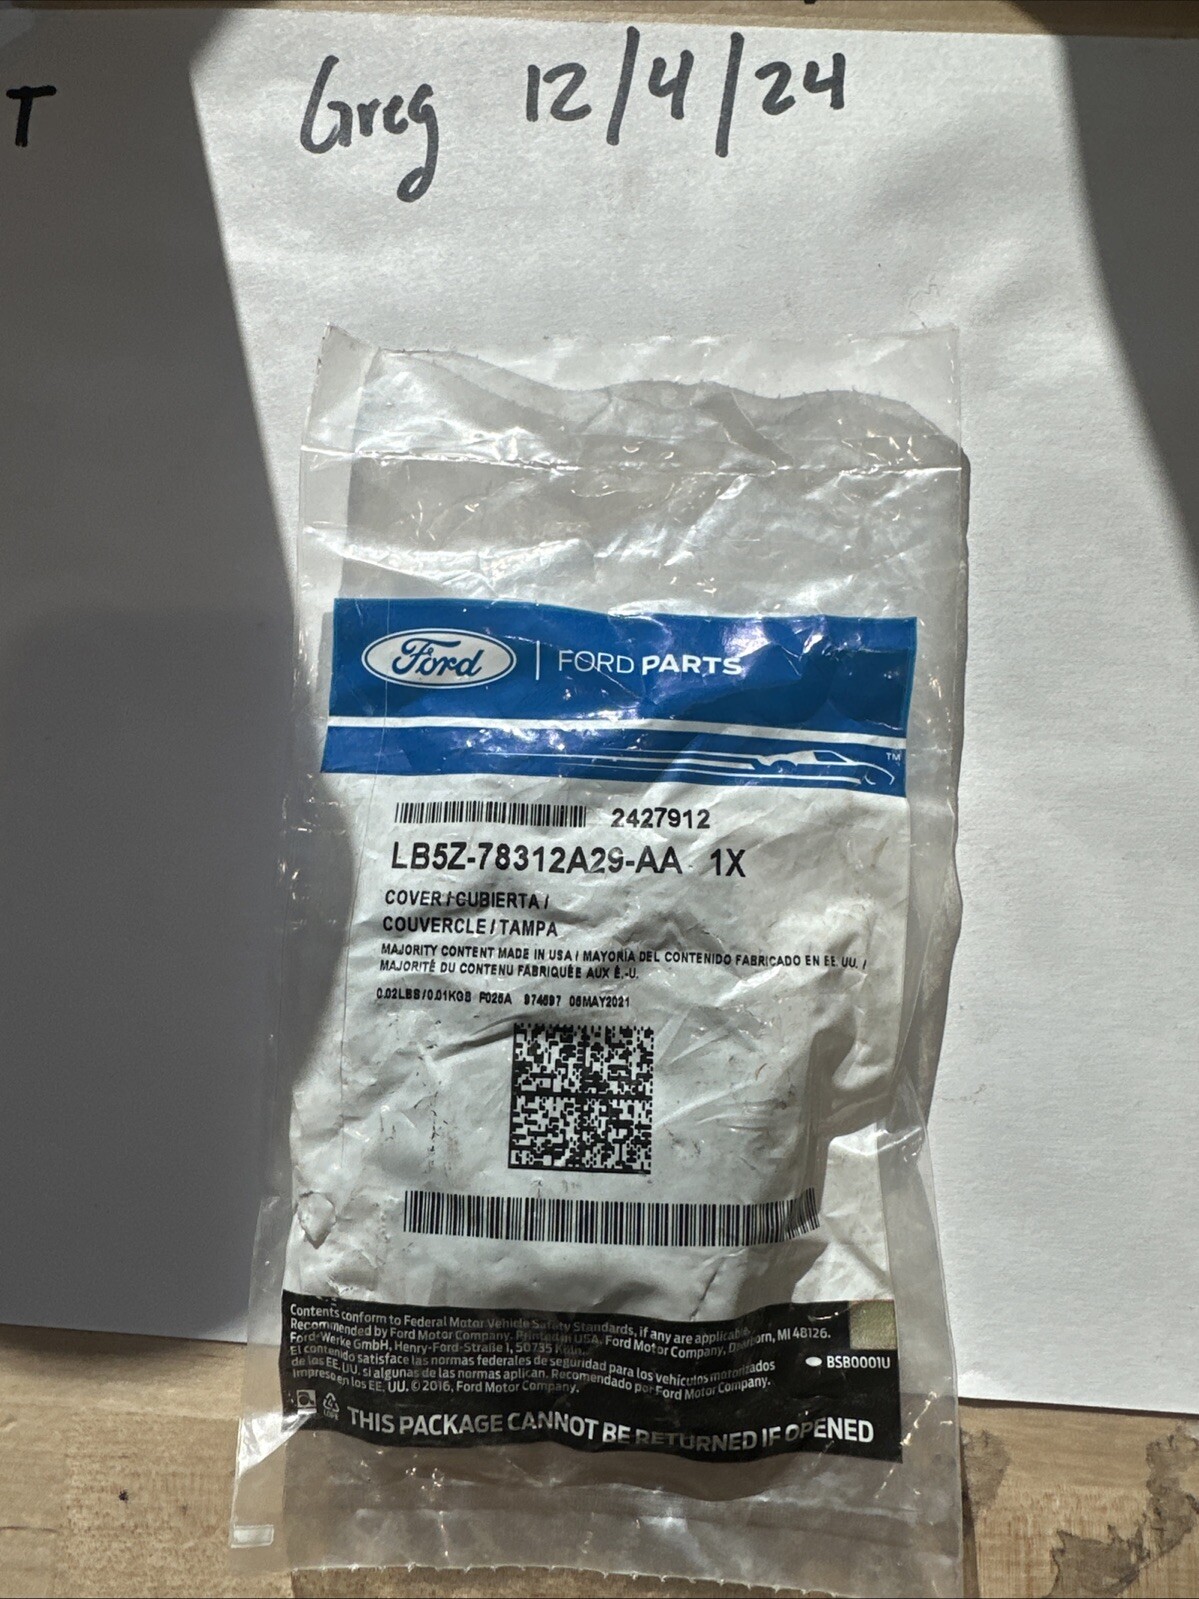 T Greg 12/4/24
Ford | FORD PARTS
TM
2427912
LB5Z-78312A29-AA 1X
COVER / CUBIERTA /
COUVERCLE / TAMPA
MAJORITY CONTENT MADE IN USA / MAYORÍA DEL CONTENIDO FABRICADO EN EE. UU. /
MAJORITÉ DU CONTENU FABRIQUÉE AUX É.-U.
0.02LBS/0.01KGS P026A 974697 06MAY2021
Contents conform to Federal Motor Vehicle Safety Standards, if any are applicable.
Recommended by Ford Motor Company. Printed in USA, Ford Motor Company, Dearborn, MI 48126.
Ford-Werke GmbH, Henry-Ford-Straße 1, 50735 Köln.
El contenido satisface las normas federales de seguridad para los vehículos motorizados
de los EE. UU. si algunas de las normas aplican. Recomendado por Ford Motor Company.
Impreso en los EE. UU. © 2016, Ford Motor Company.
BSB0001U
THIS PACKAGE CANNOT BE RETURNED IF OPENED